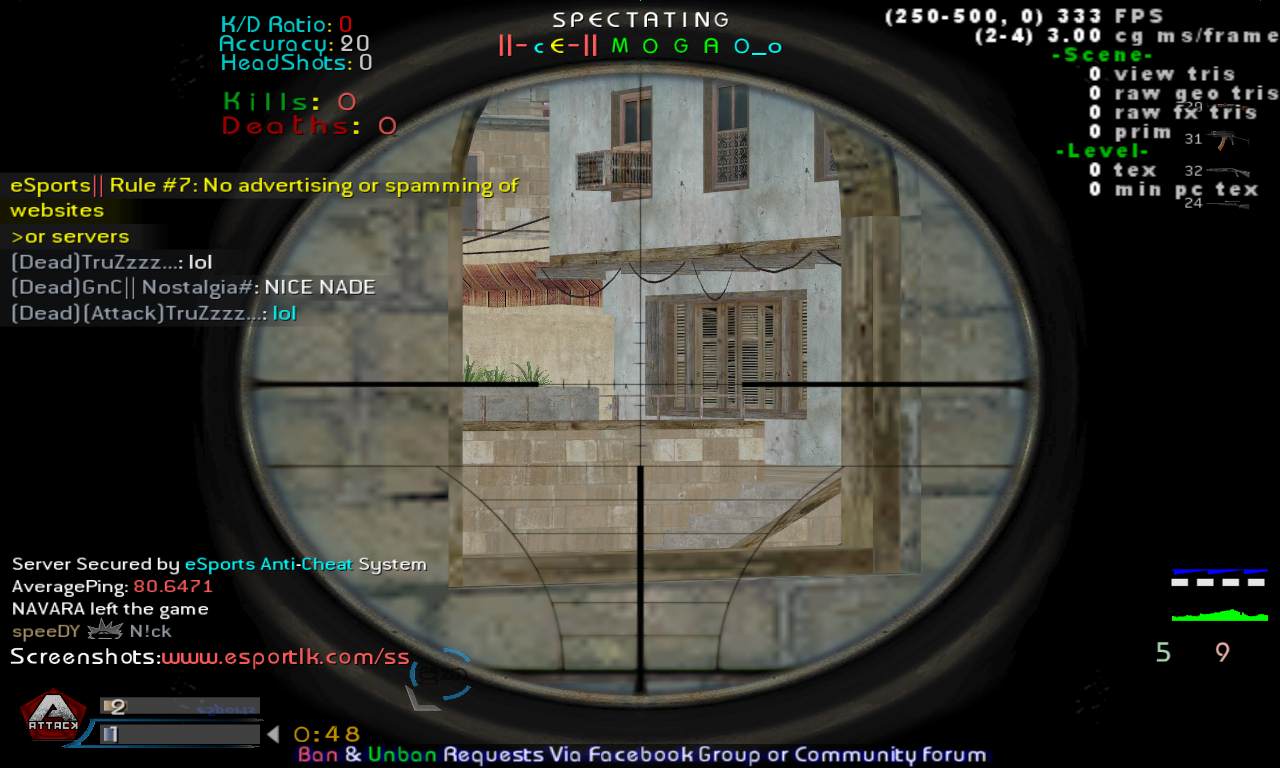 K/D Ratio: 0
Accuracy: 20
HeadShots: 0
Kills: 0
Deaths: 0
SPECTATING
||-cE-|| M O G A O_o
(250-500, 0) 333 FPS
(2-4) 3.00 cg ms/frame
-Scene-
0 view tris
0 raw geo tris
0 raw fx tris
0 prim
31
-Level-
0 tex
32
0 min pc tex
24
eSports|| Rule #7: No advertising or spamming of
websites
>or servers
(Dead)TruZzzz...: lol
(Dead)GnC|| Nostalgia#: NICE NADE
(Dead)(Attack)TruZzzz...: lol
Server Secured by eSports Anti-Cheat System
AveragePing: 80.6471
NAVARA left the game
speeDY N!ck
Screenshots:www.esportlk.com/ss
5 9
ATTACK
2
1
0:48
Ban & Unban Requests Via Facebook Group or Community Forum